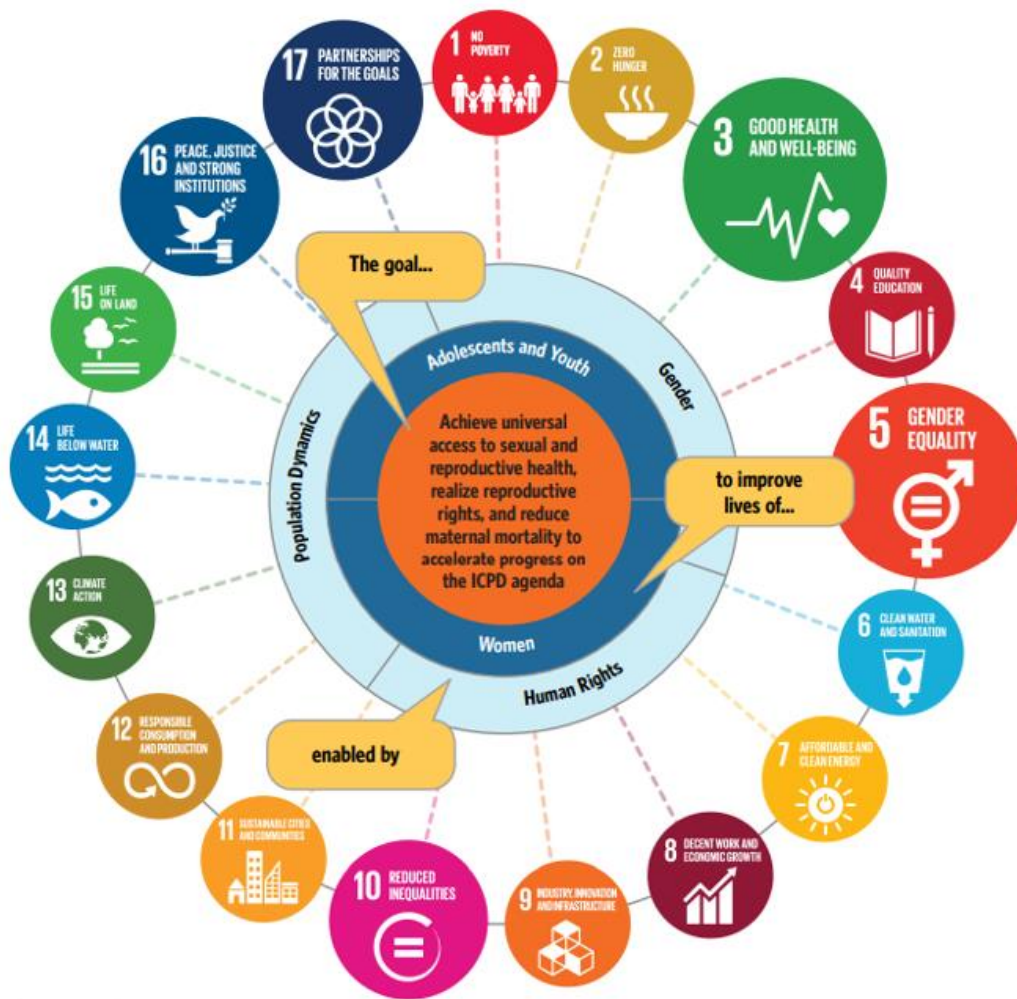 1 NO
POVERTY
2 ZERO
HUNGER
3 GOOD HEALTH
AND WELL-BEING
4 QUALITY
EDUCATION
5 GENDER
EQUALITY
6 CLEAN WATER
AND SANITATION
7 AFFORDABLE AND
CLEAN ENERGY
8 DECENT WORK AND
ECONOMIC GROWTH
9 INDUSTRY, INNOVATION
AND INFRASTRUCTURE
10 REDUCED
INEQUALITIES
11 SUSTAINABLE CITIES
AND COMMUNITIES
12 RESPONSIBLE
CONSUMPTION
AND PRODUCTION
13 CLIMATE
ACTION
14 LIFE
BELOW WATER
15 LIFE
ON LAND
16 PEACE, JUSTICE
AND STRONG
INSTITUTIONS
17 PARTNERSHIPS
FOR THE GOALS
The goal...
Achieve universal
access to sexual and
reproductive health,
realize reproductive
rights, and reduce
maternal mortality to
accelerate progress on
the ICPD agenda
to improve
lives of...
Adolescents and Youth
Women
enabled by
Gender
Human Rights
Population Dynamics